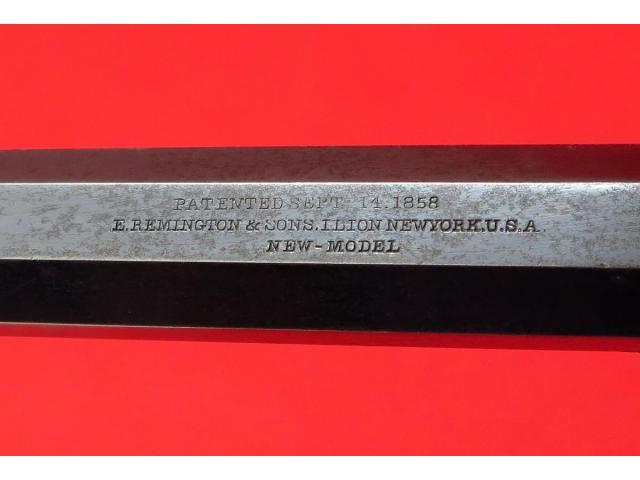 PATENTED SEPT. 14.1858
E.REMINGTON & SONS.ILION NEWYORK.U.S.A.
NEW-MODEL